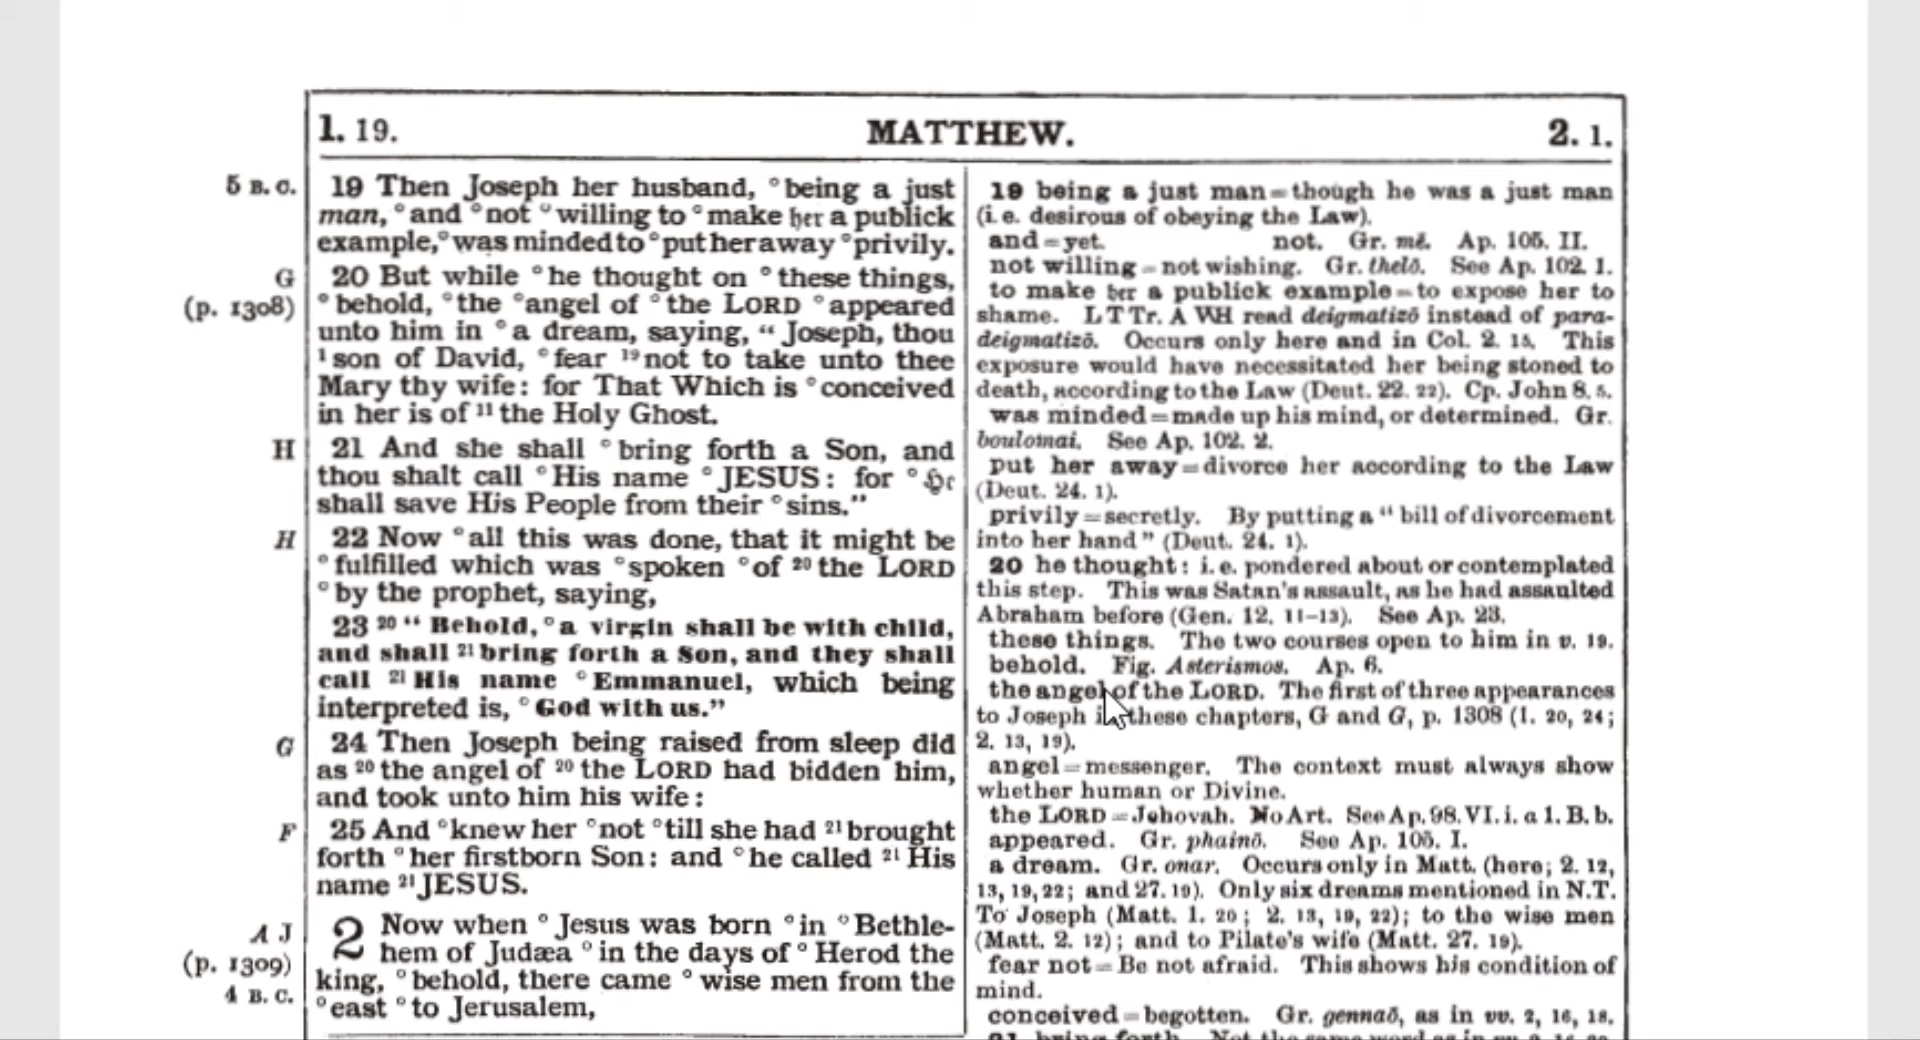 1. 19. MATTHEW. 2. 1.
5 B.C.
19 Then Joseph her husband, °being a just
man, °and °not °willing to °make her a publick
example, °was minded to °put her away °privily.
G
(p. 1308)
20 But while °he thought on °these things,
°behold, °the °angel of °the LORD °appeared
unto him in °a dream, saying, “Joseph, thou
¹son of David, °fear ¹⁹not to take unto thee
Mary thy wife: for That Which is °conceived
in her is of ¹¹the Holy Ghost.
H
21 And she shall °bring forth a Son, and
thou shalt call °His name °JESUS: for °He
shall save His People from their °sins.”
H
22 Now °all this was done, that it might be
°fulfilled which was °spoken °of ²⁰the LORD
°by the prophet, saying,
23 ²⁰“Behold, °a virgin shall be with child,
and shall ²¹bring forth a Son, and they shall
call ²¹His name °Emmanuel, which being
interpreted is, °God with us.”
G
24 Then Joseph being raised from sleep did
as ²⁰the angel of ²⁰the LORD had bidden him,
and took unto him his wife:
F
25 And °knew her °not °till she had ²¹brought
forth °her firstborn Son: and °he called ²¹His
name ²¹JESUS.
A J
(p. 1309)
4 B.C.
2 Now when °Jesus was born °in °Bethle-
hem of Judæa °in the days of °Herod the
king, °behold, there came °wise men from the
°east °to Jerusalem,
19 being a just man = though he was a just man
(i.e. desirous of obeying the Law).
and = yet. not. Gr. mē. Ap. 105. II.
not willing = not wishing. Gr. thelō. See Ap. 102. 1.
to make her a publick example = to expose her to
shame. L T Tr. A WH read deigmatizō instead of para-
deigmatizō. Occurs only here and in Col. 2. 15. This
exposure would have necessitated her being stoned to
death, according to the Law (Deut. 22. 22). Cp. John 8. 5.
was minded = made up his mind, or determined. Gr.
boulomai. See Ap. 102. 2.
put her away = divorce her according to the Law
(Deut. 24. 1).
privily = secretly. By putting a “bill of divorcement
into her hand” (Deut. 24. 1).
20 he thought: i.e. pondered about or contemplated
this step. This was Satan's assault, as he had assaulted
Abraham before (Gen. 12. 11-13). See Ap. 23.
these things. The two courses open to him in v. 19.
behold. Fig. Asterismos. Ap. 6.
the angel of the LORD. The first of three appearances
to Joseph in these chapters, G and G, p. 1308 (1. 20, 24;
2. 13, 19).
angel = messenger. The context must always show
whether human or Divine.
the LORD = Jehovah. No Art. See Ap. 98. VI. i. a 1. B. b.
appeared. Gr. phainō. See Ap. 105. I.
a dream. Gr. onar. Occurs only in Matt. (here; 2. 12,
13, 19, 22; and 27. 19). Only six dreams mentioned in N.T.
To Joseph (Matt. 1. 20; 2. 13, 19, 22); to the wise men
(Matt. 2. 12); and to Pilate's wife (Matt. 27. 19).
fear not = Be not afraid. This shows his condition of
mind.
conceived = begotten. Gr. gennaō, as in vv. 2, 16, 18.
21 bring forth. Not the same word as in